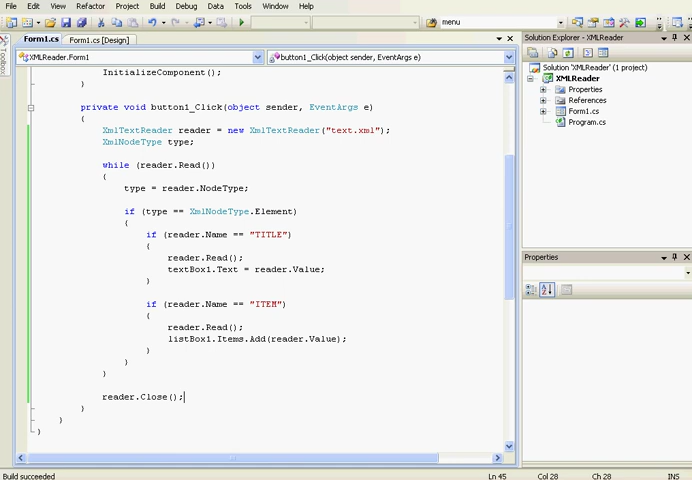 File Edit View Refactor Project Build Debug Data Tools Window Help
menu
Form1.cs Form1.cs [Design]
XMLReader.Form1 button1_Click(object sender, EventArgs e)
InitializeComponent();
}
private void button1_Click(object sender, EventArgs e)
{
XmlTextReader reader = new XmlTextReader("text.xml");
XmlNodeType type;
while (reader.Read())
{
type = reader.NodeType;
if (type == XmlNodeType.Element)
{
if (reader.Name == "TITLE")
{
reader.Read();
textBox1.Text = reader.Value;
}
if (reader.Name == "ITEM")
{
reader.Read();
listBox1.Items.Add(reader.Value);
}
}
}
reader.Close();
}
}
}
Solution Explorer - XMLReader
Solution 'XMLReader' (1 project)
XMLReader
Properties
References
Form1.cs
Program.cs
Properties
Build succeeded Ln 45 Col 28 Ch 28 INS